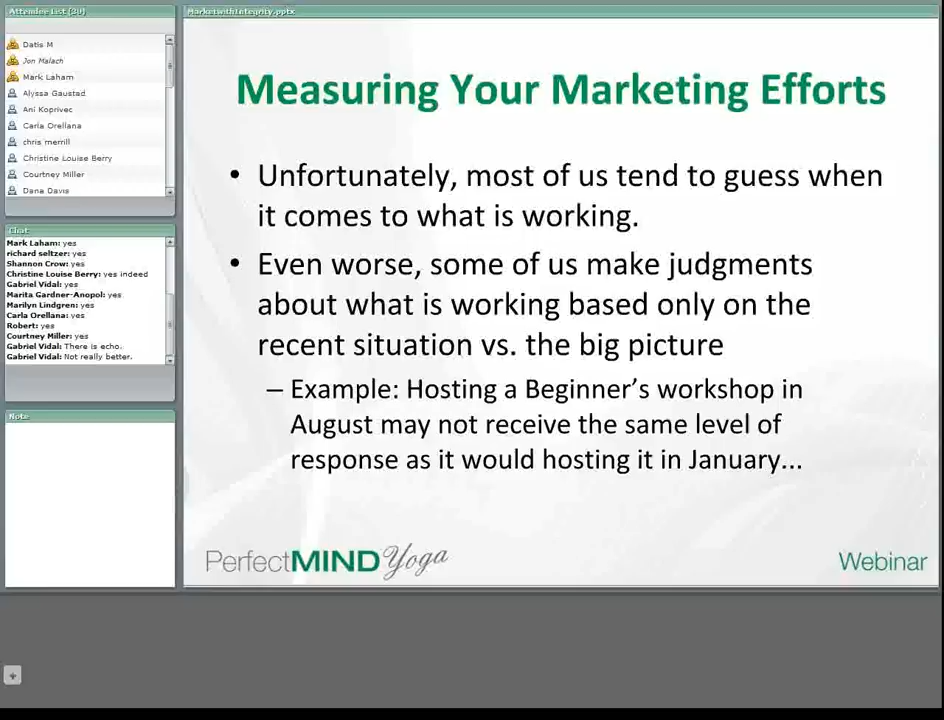 Attendee List (20)
Datis M
Jon Malach
Mark Laham
Alyssa Gaustad
Ani Koprivec
Carla Orellana
chris merrill
Christine Louise Berry
Courtney Miller
Dana Davis
Chat
Mark Laham: yes
richard seltzer: yes
Shannon Crow: yes
Christine Louise Berry: yes indeed
Gabriel Vidal: yes
Marita Gardner-Anopol: yes
Marilyn Lindgren: yes
Carla Orellana: yes
Robert: yes
Courtney Miller: yes
Gabriel Vidal: There is echo.
Gabriel Vidal: Not really better.
Note
MarketwithIntegrity.pptx
Measuring Your Marketing Efforts
• Unfortunately, most of us tend to guess when
it comes to what is working.
• Even worse, some of us make judgments
about what is working based only on the
recent situation vs. the big picture
– Example: Hosting a Beginner’s workshop in
August may not receive the same level of
response as it would hosting it in January...
PerfectMIND Yoga
Webinar